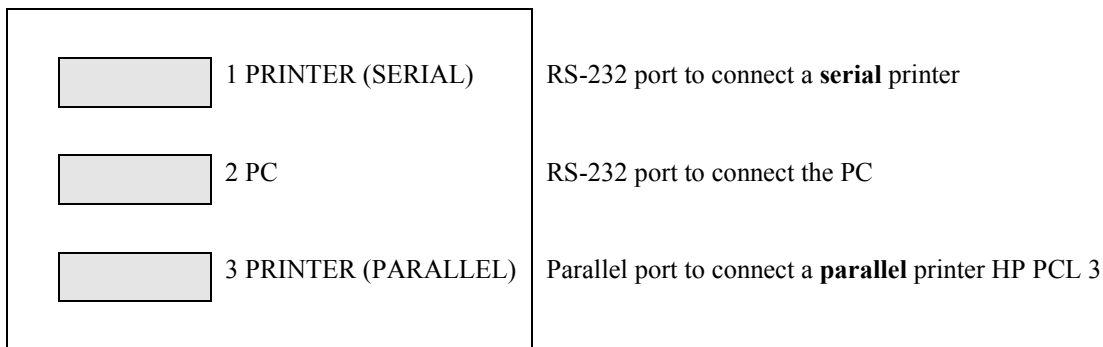 1 PRINTER (SERIAL) RS-232 port to connect a serial printer
2 PC RS-232 port to connect the PC
3 PRINTER (PARALLEL) Parallel port to connect a parallel printer HP PCL 3